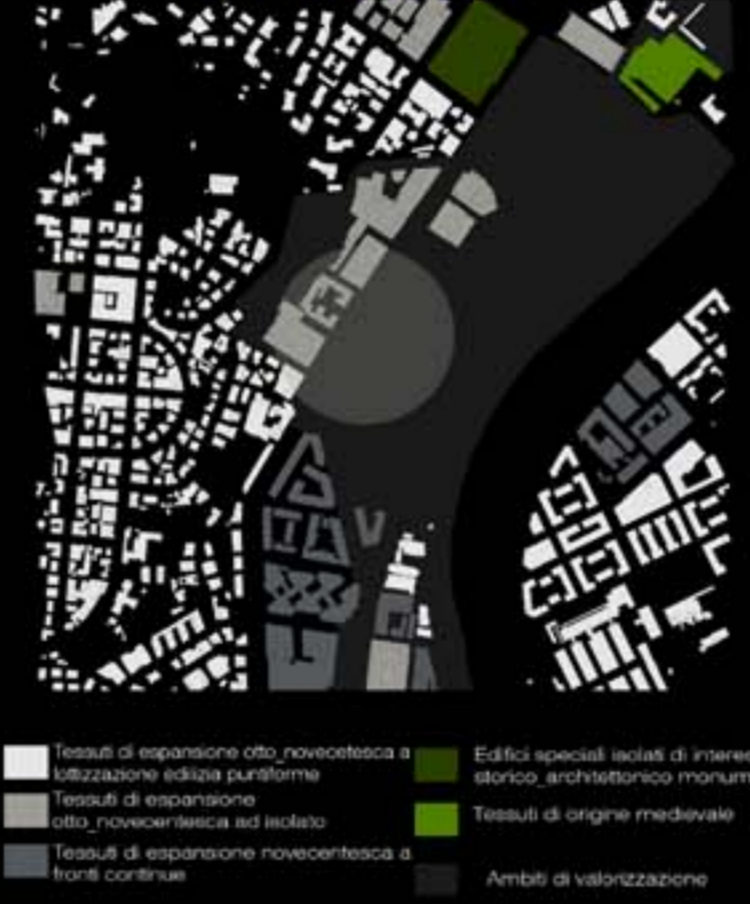 Tessuti di espansione otto_novecetesca a
lottizzazione edilizia puntiforme
Tessuti di espansione
otto_novecentesca ad isolato
Tessuti di espansione novecentesca a
fronti continue
Edifici speciali isolati di interes
storico_architettonico monum
Tessuti di origine medievale
Ambiti di valorizzazione